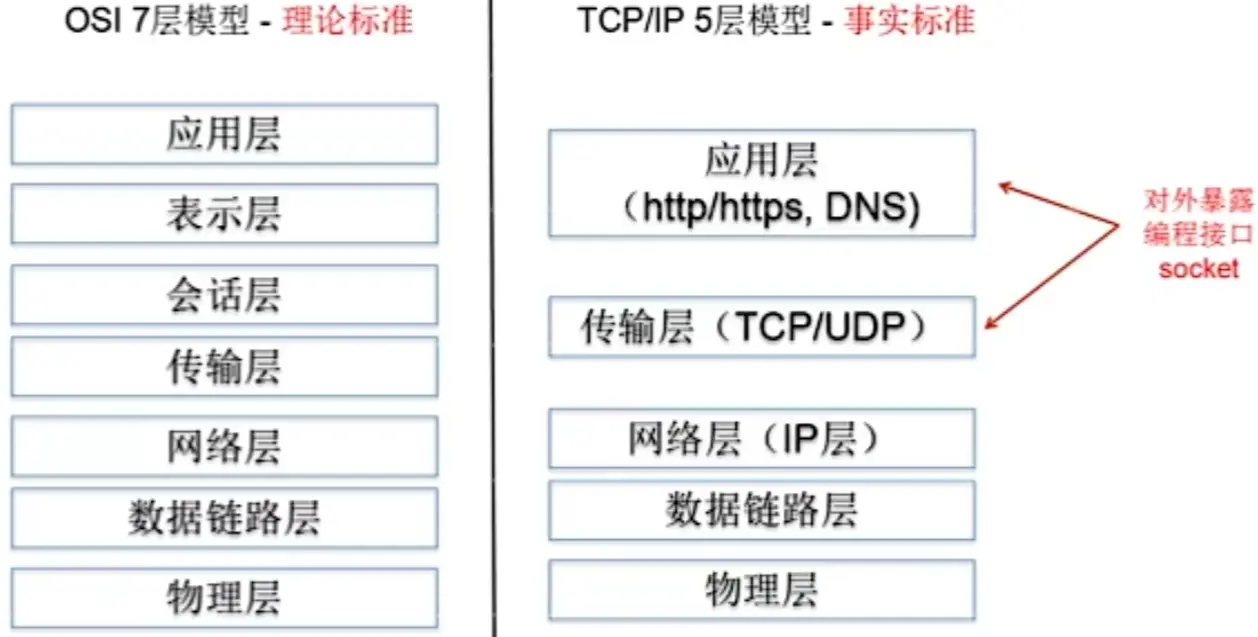 OSI 7层模型 - 理论标准
应用层
表示层
会话层
传输层
网络层
数据链路层
物理层
TCP/IP 5层模型 - 事实标准
应用层
（http/https, DNS)
传输层（TCP/UDP）
网络层（IP层）
数据链路层
物理层
对外暴露
编程接口
socket